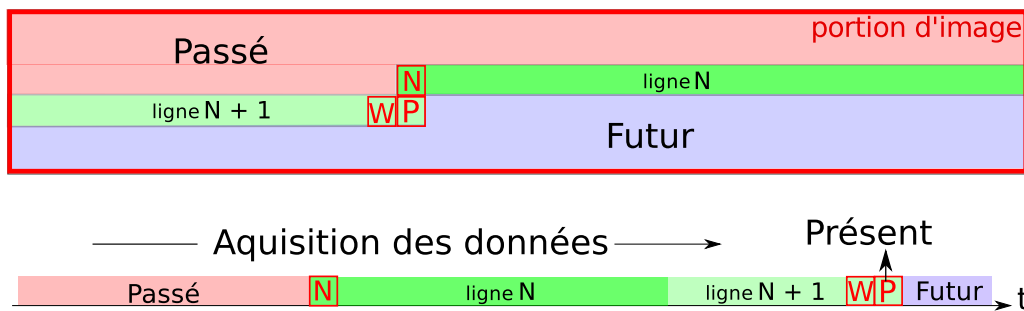 portion d'image
Passé
N ligne N
ligne N + 1 W P
Futur
Aquisition des données
Présent
Passé N ligne N ligne N + 1 W P Futur
t